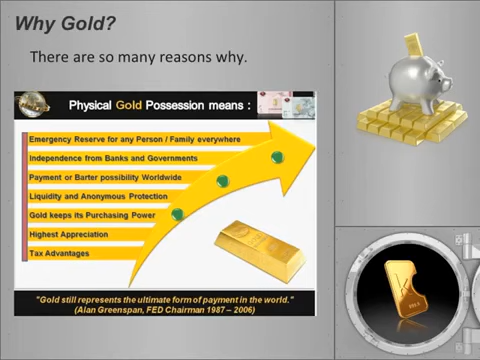 Why Gold?
There are so many reasons why.
Physical Gold Possession means :
Emergency Reserve for any Person / Family everywhere
Independence from Banks and Governments
Payment or Barter possibility Worldwide
Liquidity and Anonymous Protection
Gold keeps its Purchasing Power
Highest Appreciation
Tax Advantages
"Gold still represents the ultimate form of payment in the world."
(Alan Greenspan, FED Chairman 1987 – 2006)